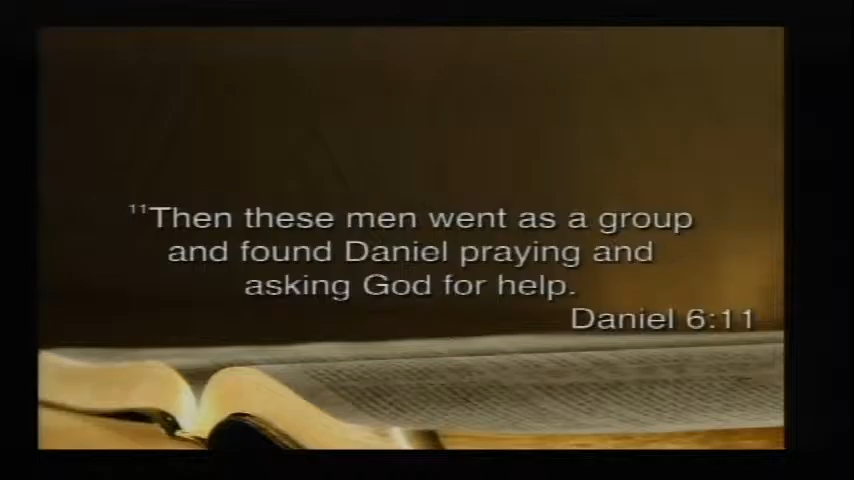 ¹¹Then these men went as a group
and found Daniel praying and
asking God for help.
Daniel 6:11